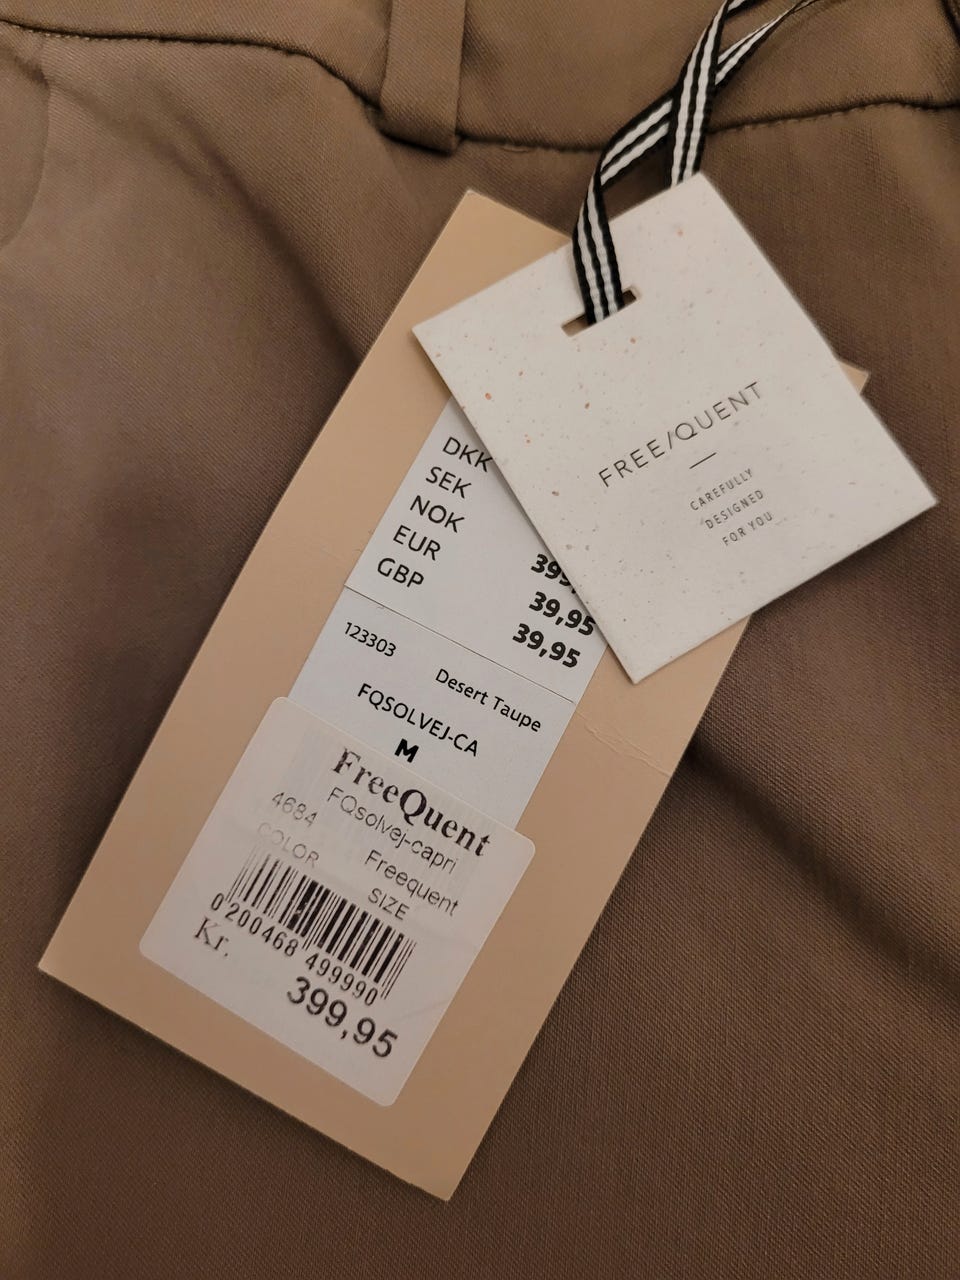 FREE/QUENT
CAREFULLY
DESIGNED
FOR YOU
DKK
SEK
NOK 399,
EUR 39,95
GBP 39,95
123303 Desert Taupe
FQSOLVEJ-CA
M
FreeQuent
FQsolvej-capri
4684 Freequent
COLOR SIZE
0200468 499990
Kr. 399,95